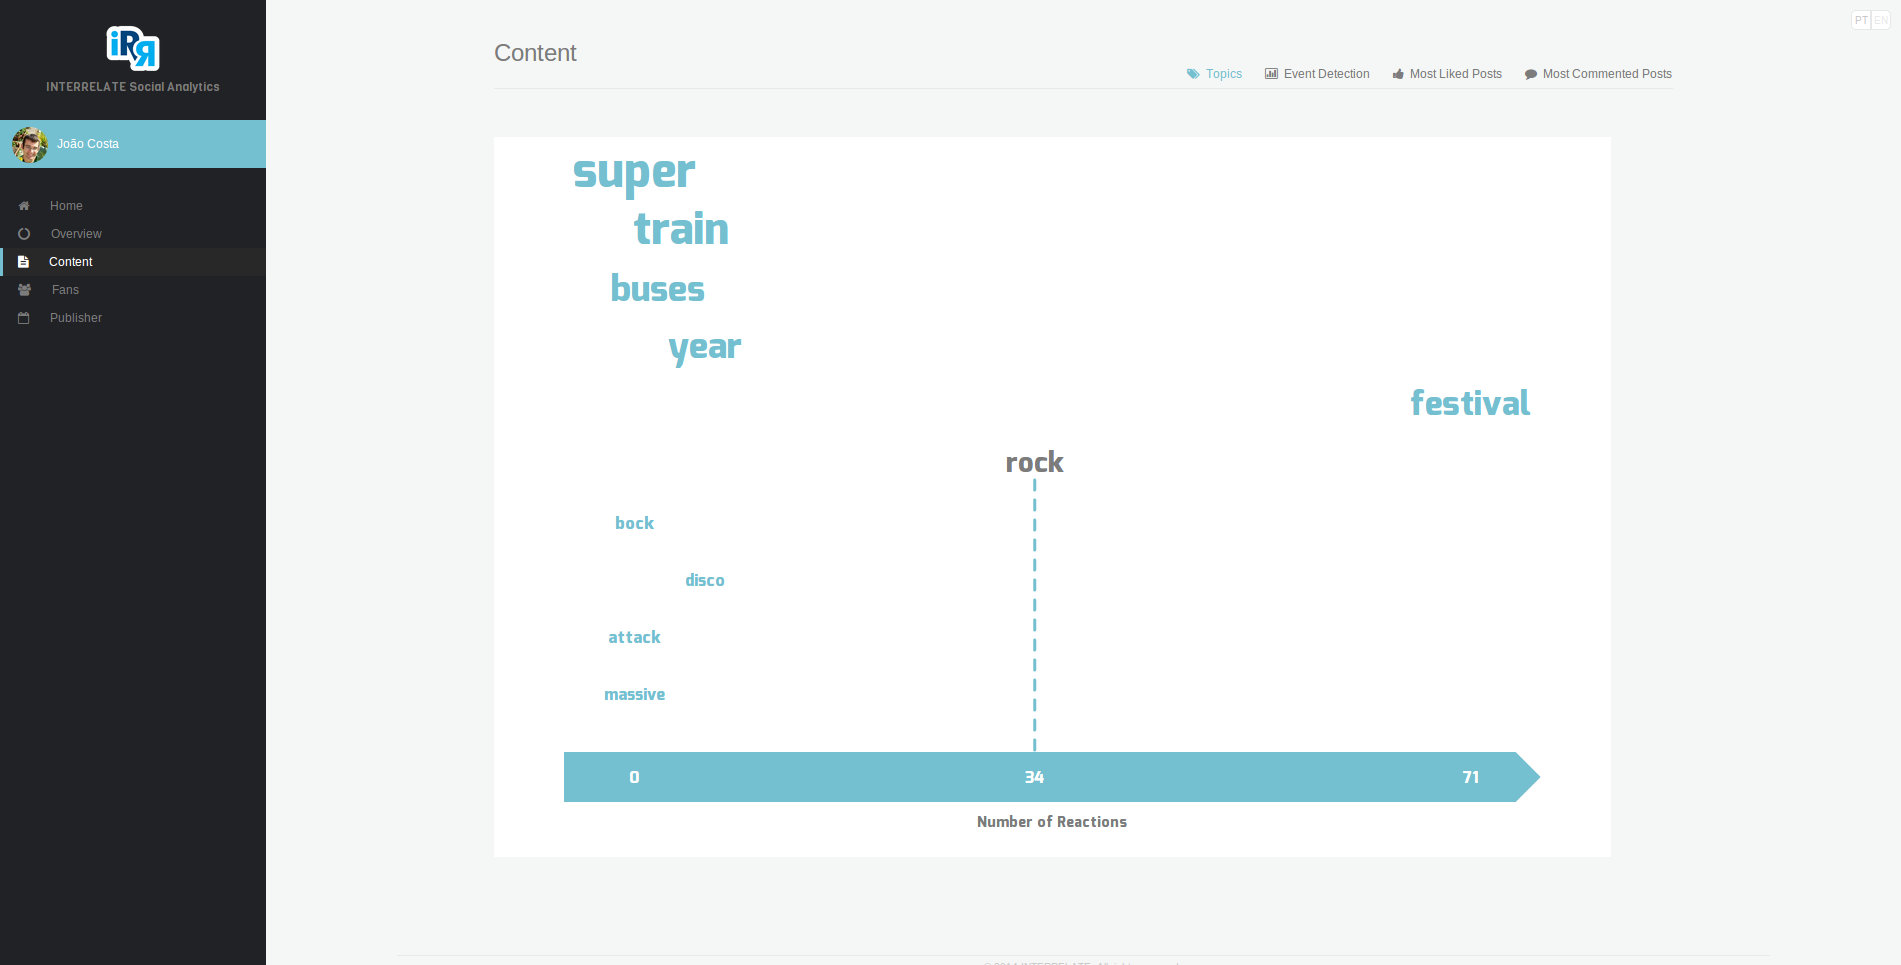 PT EN
iRR
INTERRELATE Social Analytics
João Costa
Home
Overview
Content
Fans
Publisher
Content
Topics Event Detection Most Liked Posts Most Commented Posts
super
train
buses
year
festival
rock
bock
disco
attack
massive
0 34 71
Number of Reactions